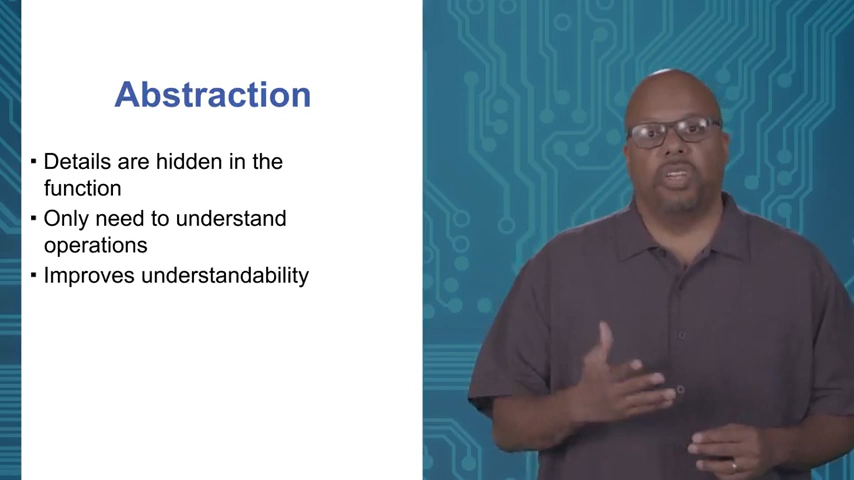 Abstraction
▪ Details are hidden in the
function
▪ Only need to understand
operations
▪ Improves understandability